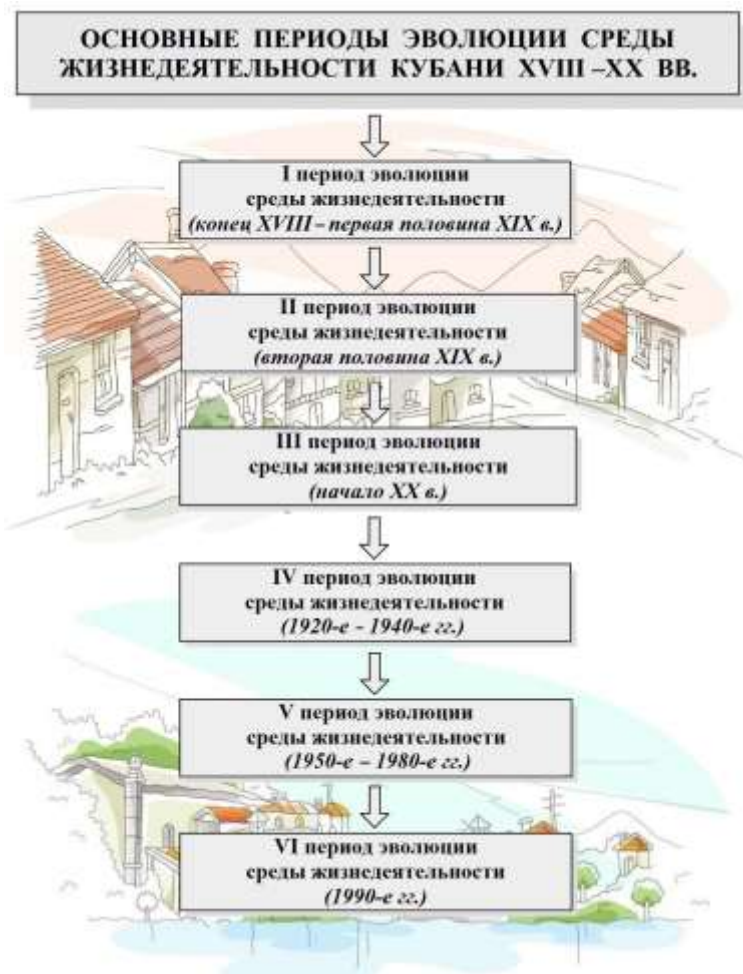 ОСНОВНЫЕ ПЕРИОДЫ ЭВОЛЮЦИИ СРЕДЫ
ЖИЗНЕДЕЯТЕЛЬНОСТИ КУБАНИ XVIII –XX ВВ.
I период эволюции
среды жизнедеятельности
(конец XVIII – первая половина XIX в.)
II период эволюции
среды жизнедеятельности
(вторая половина XIX в.)
III период эволюции
среды жизнедеятельности
(начало XX в.)
IV период эволюции
среды жизнедеятельности
(1920-е – 1940-е гг.)
V период эволюции
среды жизнедеятельности
(1950-е – 1980-е гг.)
VI период эволюции
среды жизнедеятельности
(1990-е гг.)